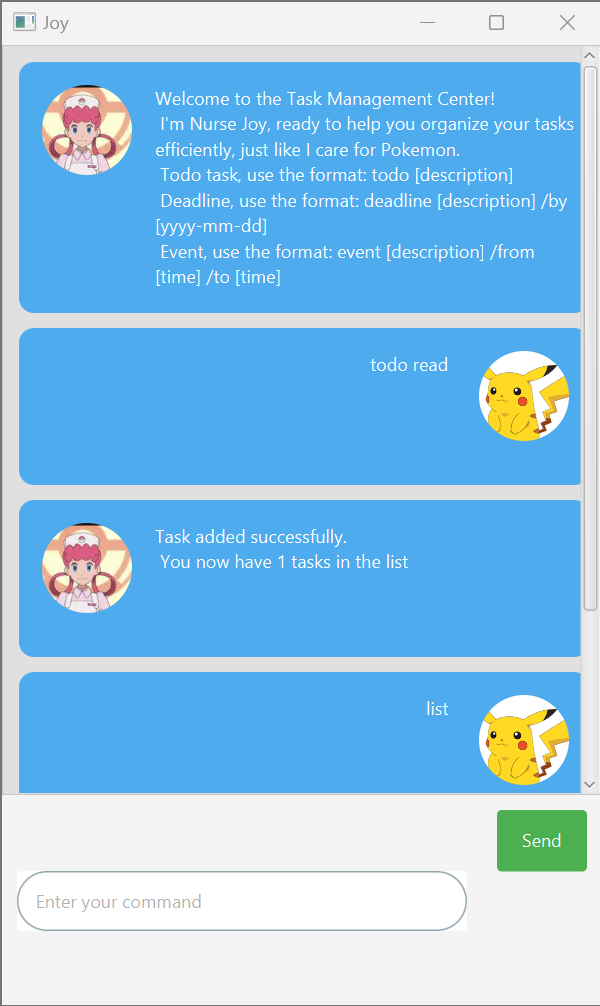 Joy
Welcome to the Task Management Center!
I'm Nurse Joy, ready to help you organize your tasks
efficiently, just like I care for Pokemon.
Todo task, use the format: todo [description]
Deadline, use the format: deadline [description] /by
[yyyy-mm-dd]
Event, use the format: event [description] /from
[time] /to [time]
todo read
Task added successfully.
You now have 1 tasks in the list
list
Send
Enter your command